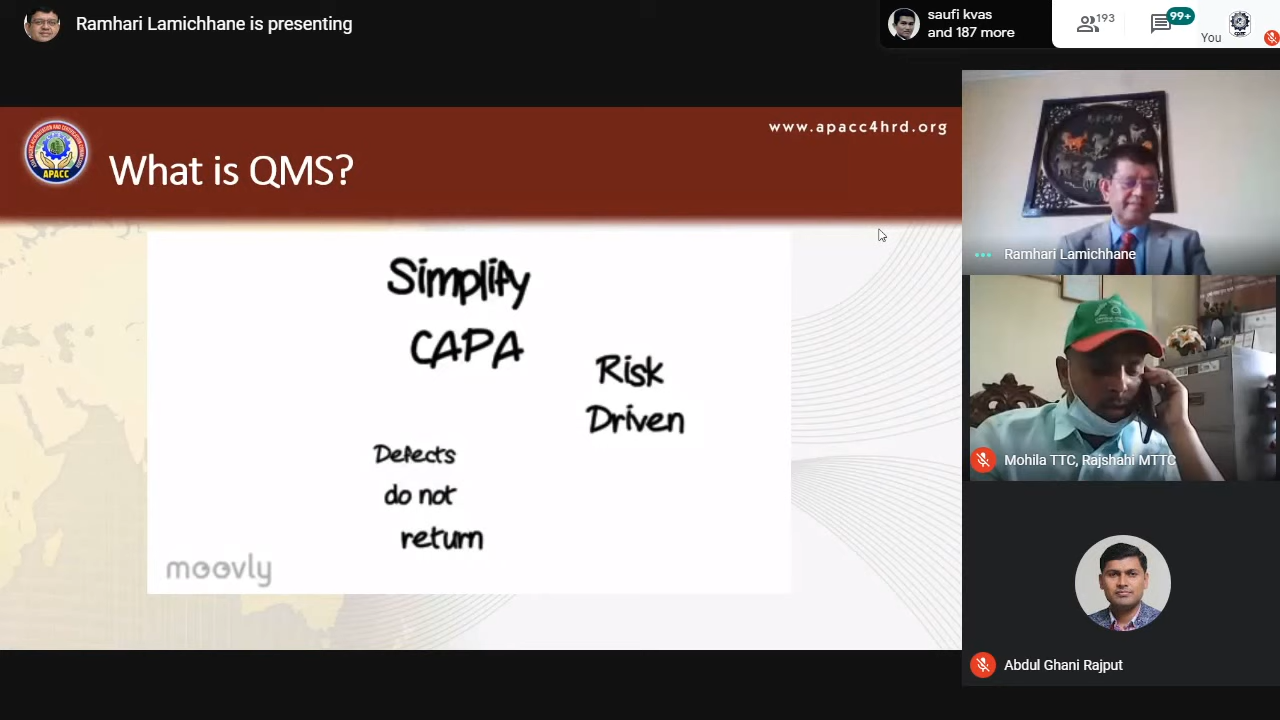 Ramhari Lamichhane is presenting
saufi kvas
and 187 more
193
99+
You
www.apacc4hrd.org
APACC
What is QMS?
Simplify
CAPA
Risk
Driven
Defects
do not
return
moovly
Ramhari Lamichhane
Mohila TTC, Rajshahi MTTC
Abdul Ghani Rajput